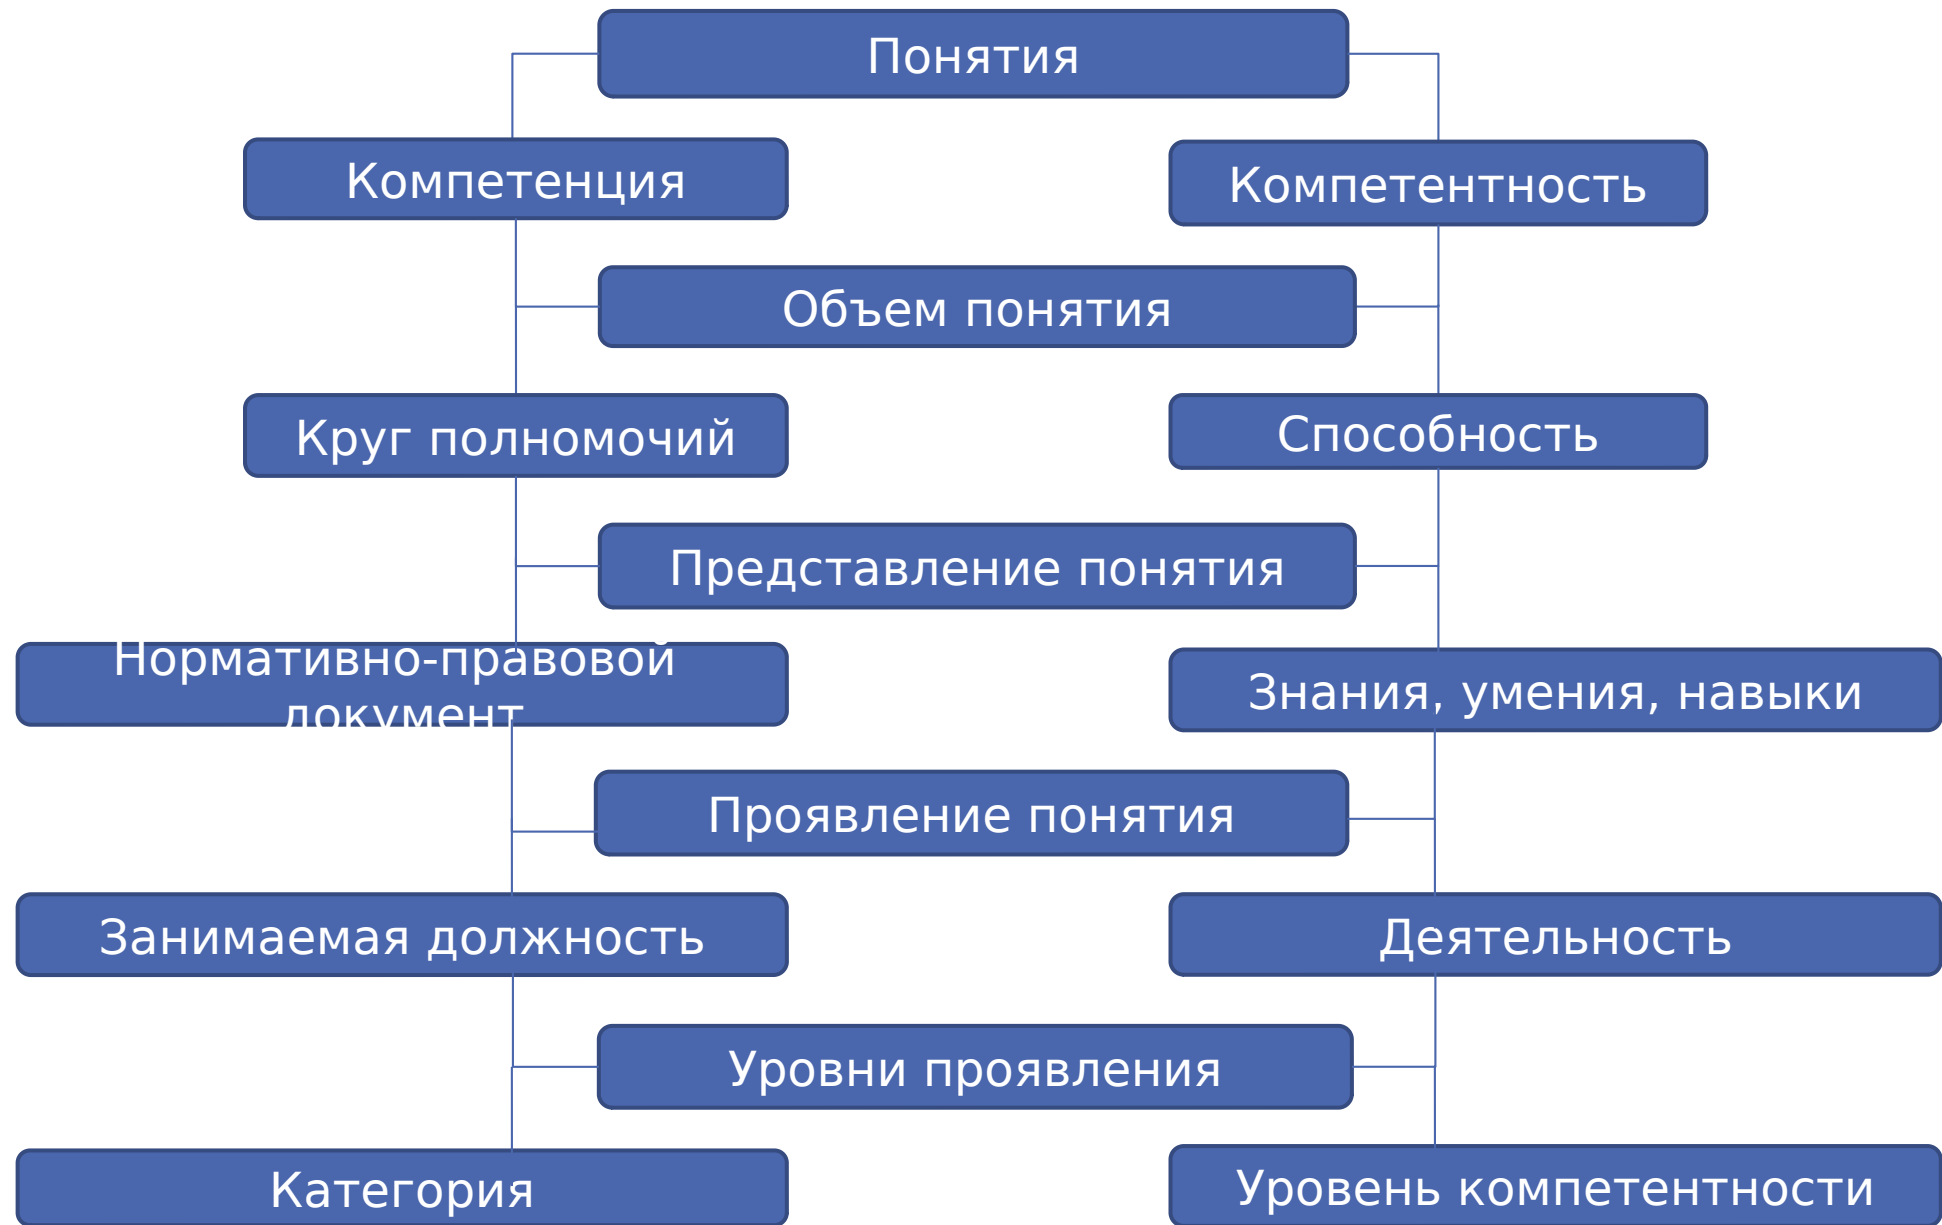 Понятия
Компетенция
Компетентность
Объем понятия
Круг полномочий
Способность
Представление понятия
Нормативно-правовой
документ
Знания, умения, навыки
Проявление понятия
Занимаемая должность
Деятельность
Уровни проявления
Категория
Уровень компетентности